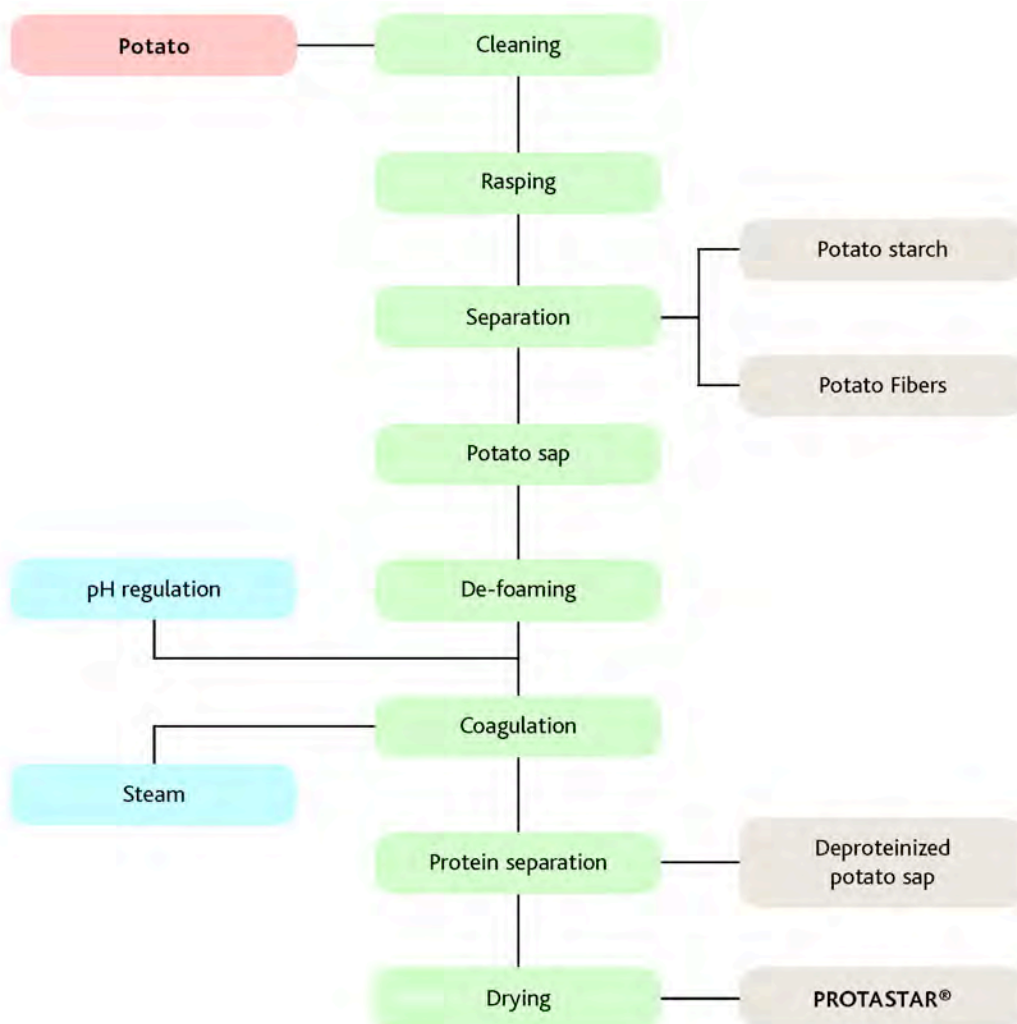 Potato
Cleaning
Rasping
Potato starch
Separation
Potato Fibers
Potato sap
pH regulation
De-foaming
Coagulation
Steam
Protein separation
Deproteinized
potato sap
Drying
PROTASTAR®